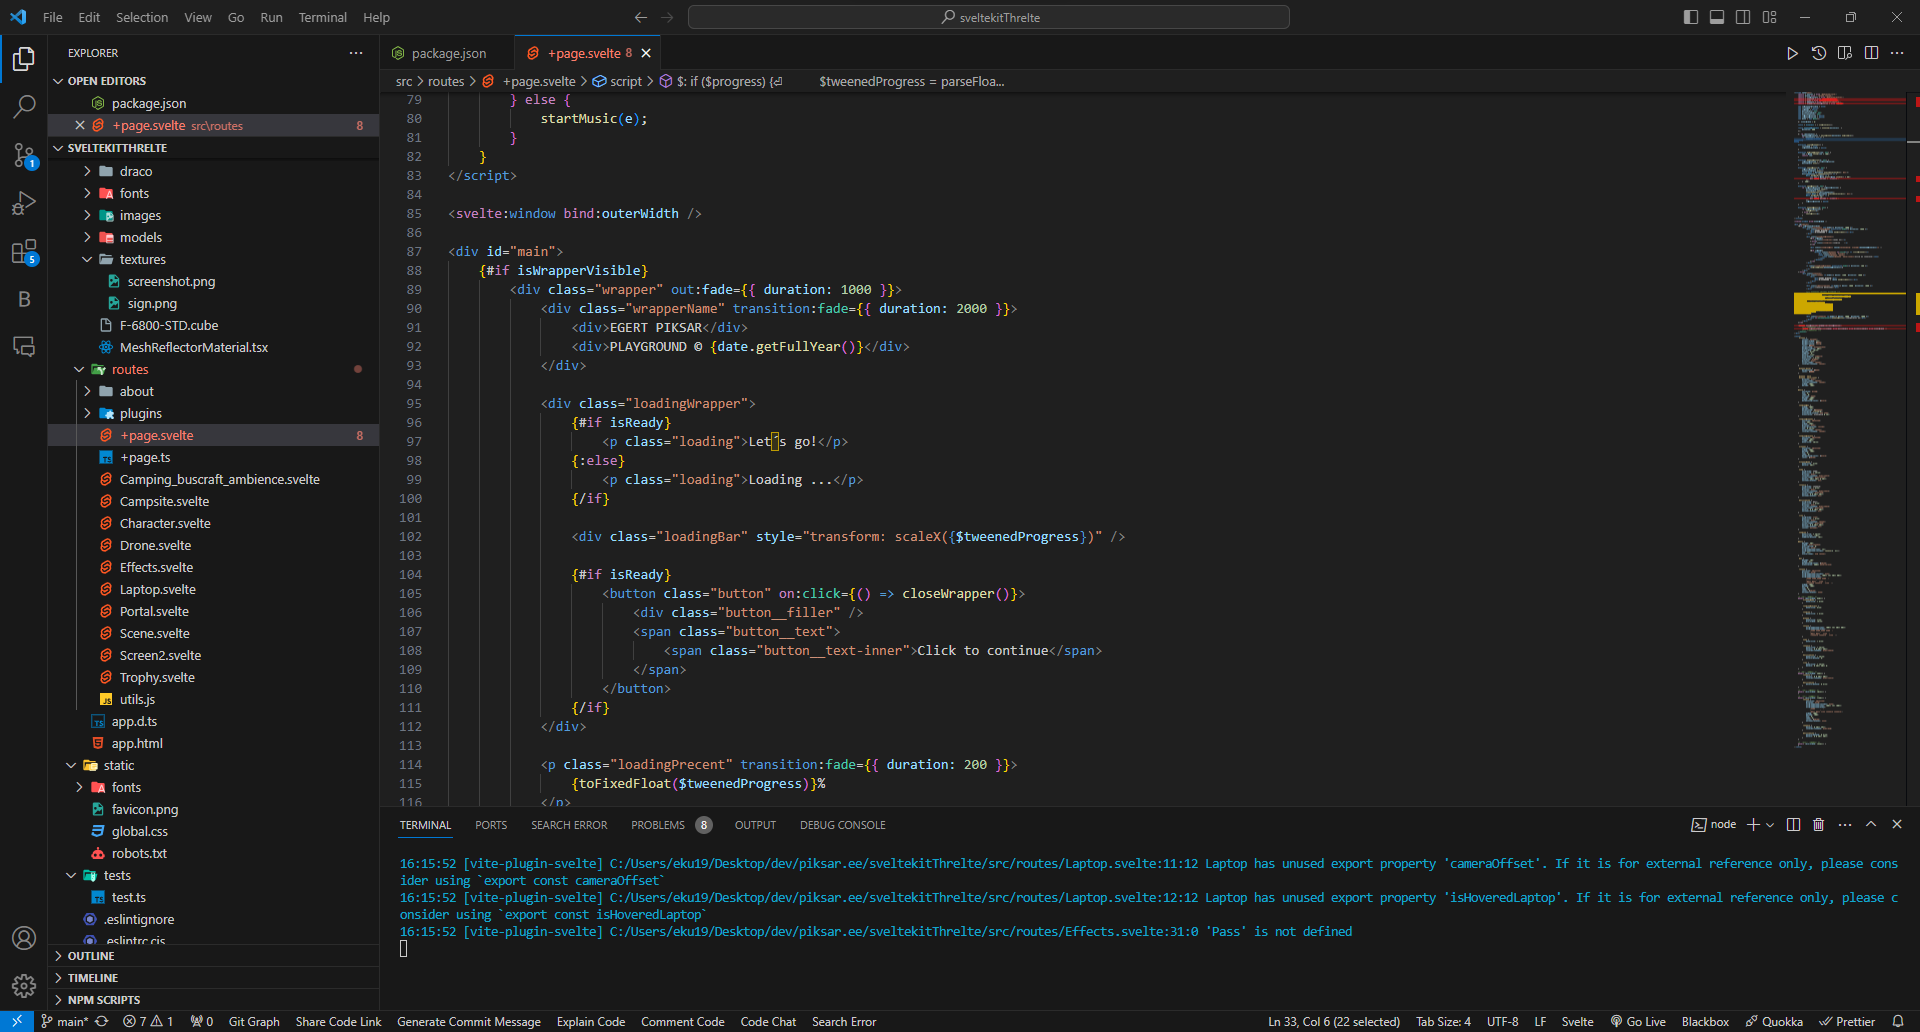 File Edit Selection View Go Run Terminal Help
sveltekitThrelte
EXPLORER
OPEN EDITORS
package.json
+page.svelte src\routes 8
SVELTEKITTHRELTE
draco
fonts
images
models
textures
screenshot.png
sign.png
F-6800-STD.cube
MeshReflectorMaterial.tsx
routes
about
plugins
+page.svelte 8
+page.ts
Camping_buscraft_ambience.svelte
Campsite.svelte
Character.svelte
Drone.svelte
Effects.svelte
Laptop.svelte
Portal.svelte
Scene.svelte
Screen2.svelte
Trophy.svelte
utils.js
app.d.ts
app.html
static
fonts
favicon.png
global.css
robots.txt
tests
test.ts
.eslintignore
.eslintrc.cjs
OUTLINE
TIMELINE
NPM SCRIPTS
1
5
B
package.json
+page.svelte 8
src > routes > +page.svelte > script > $: if ($progress) { $tweenedProgress = parseFloa...
79 } else {
80 startMusic(e);
81 }
82 }
83 </script>
84
85 <svelte:window bind:outerWidth />
86
87 <div id="main">
88 {#if isWrapperVisible}
89 <div class="wrapper" out:fade={{ duration: 1000 }}>
90 <div class="wrapperName" transition:fade={{ duration: 2000 }}>
91 <div>EGERT PIKSAR</div>
92 <div>PLAYGROUND © {date.getFullYear()}</div>
93 </div>
94
95 <div class="loadingWrapper">
96 {#if isReady}
97 <p class="loading">Let´s go!</p>
98 {:else}
99 <p class="loading">Loading ...</p>
100 {/if}
101
102 <div class="loadingBar" style="transform: scaleX({$tweenedProgress})" />
103
104 {#if isReady}
105 <button class="button" on:click={() => closeWrapper()}>
106 <div class="button__filler" />
107 <span class="button__text">
108 <span class="button__text-inner">Click to continue</span>
109 </span>
110 </button>
111 {/if}
112 </div>
113
114 <p class="loadingPrecent" transition:fade={{ duration: 200 }}>
115 {toFixedFloat($tweenedProgress)}%
116 </p>
TERMINAL PORTS SEARCH ERROR PROBLEMS 8 OUTPUT DEBUG CONSOLE
node
16:15:52 [vite-plugin-svelte] C:/Users/eku19/Desktop/dev/piksar.ee/sveltekitThrelte/src/routes/Laptop.svelte:11:12 Laptop has unused export property 'cameraOffset'. If it is for external reference only, please cons
ider using `export const cameraOffset`
16:15:52 [vite-plugin-svelte] C:/Users/eku19/Desktop/dev/piksar.ee/sveltekitThrelte/src/routes/Laptop.svelte:12:12 Laptop has unused export property 'isHoveredLaptop'. If it is for external reference only, please c
onsider using `export const isHoveredLaptop`
16:15:52 [vite-plugin-svelte] C:/Users/eku19/Desktop/dev/piksar.ee/sveltekitThrelte/src/routes/Effects.svelte:31:0 'Pass' is not defined
main* 7 1 0 Git Graph Share Code Link Generate Commit Message Explain Code Comment Code Code Chat Search Error Ln 33, Col 6 (22 selected) Tab Size: 4 UTF-8 LF Svelte Go Live Blackbox Quokka Prettier